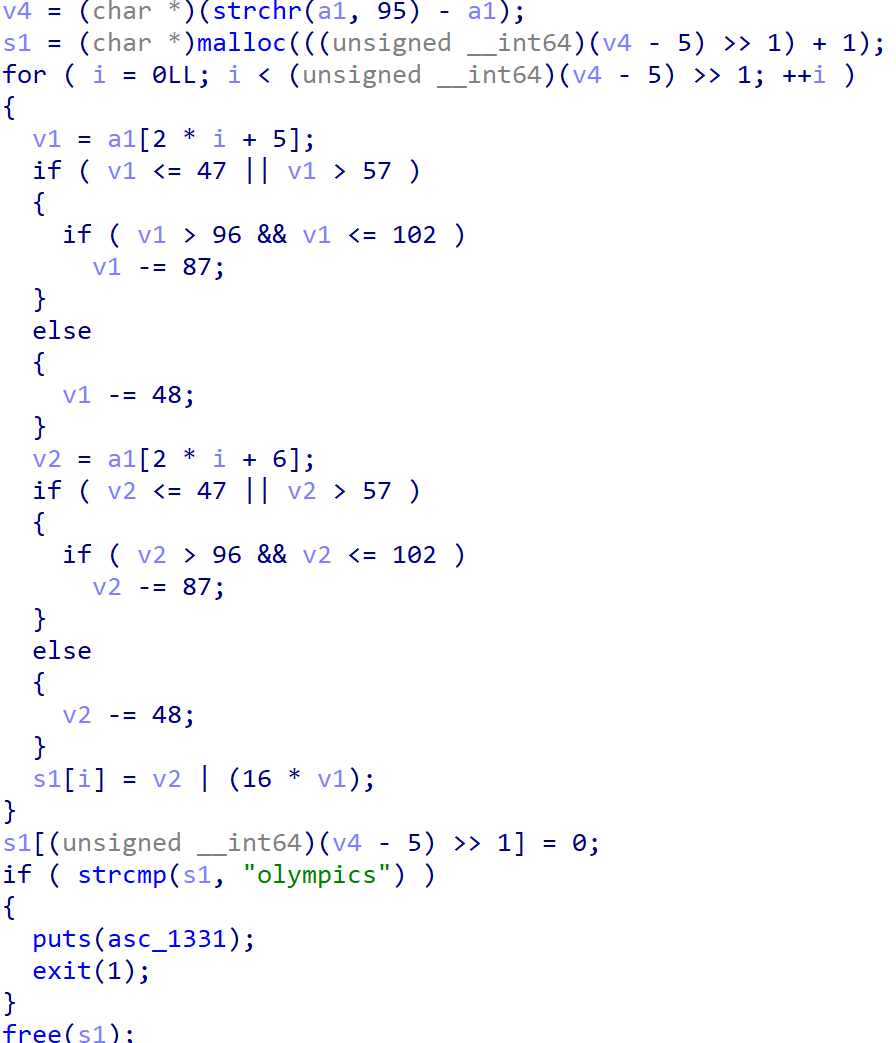 v4 = (char *)(strchr(a1, 95) - a1);
s1 = (char *)malloc(((unsigned __int64)(v4 - 5) >> 1) + 1);
for ( i = 0LL; i < (unsigned __int64)(v4 - 5) >> 1; ++i )
{
  v1 = a1[2 * i + 5];
  if ( v1 <= 47 || v1 > 57 )
  {
    if ( v1 > 96 && v1 <= 102 )
      v1 -= 87;
  }
  else
  {
    v1 -= 48;
  }
  v2 = a1[2 * i + 6];
  if ( v2 <= 47 || v2 > 57 )
  {
    if ( v2 > 96 && v2 <= 102 )
      v2 -= 87;
  }
  else
  {
    v2 -= 48;
  }
  s1[i] = v2 | (16 * v1);
}
s1[(unsigned __int64)(v4 - 5) >> 1] = 0;
if ( strcmp(s1, "olympics") )
{
  puts(asc_1331);
  exit(1);
}
free(s1);